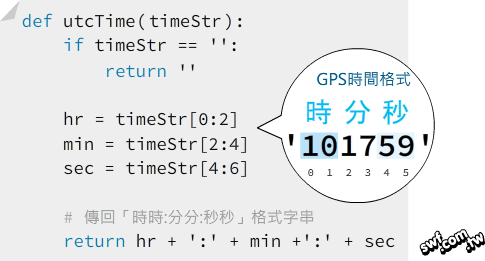 def utcTime(timeStr):
    if timeStr == '':
        return ''
    hr = timeStr[0:2]
    min = timeStr[2:4]
    sec = timeStr[4:6]
    # 傳回「時時:分分:秒秒」格式字串
    return hr + ':' + min +':' + sec
GPS時間格式
時 分 秒
'101759'
0 1 2 3 4 5
swf.com.tw